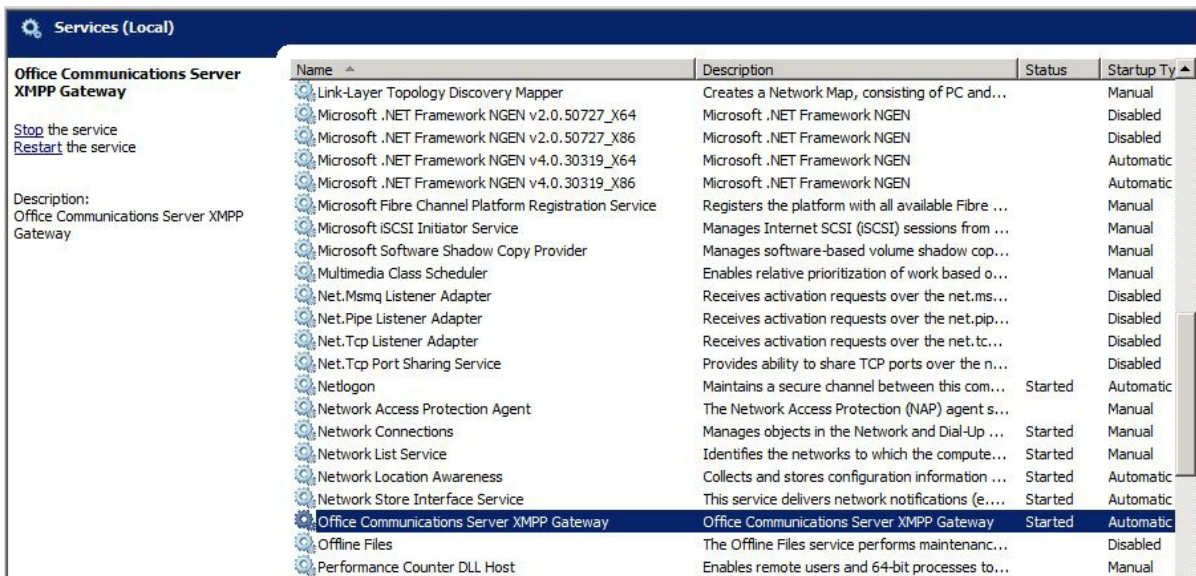 Services (Local)
Office Communications Server
XMPP Gateway
Stop the service
Restart the service
Description:
Office Communications Server XMPP
Gateway
Name Description Status Startup Ty
Link-Layer Topology Discovery Mapper Creates a Network Map, consisting of PC and... Manual
Microsoft .NET Framework NGEN v2.0.50727_X64 Microsoft .NET Framework NGEN Disabled
Microsoft .NET Framework NGEN v2.0.50727_X86 Microsoft .NET Framework NGEN Disabled
Microsoft .NET Framework NGEN v4.0.30319_X64 Microsoft .NET Framework NGEN Automatic
Microsoft .NET Framework NGEN v4.0.30319_X86 Microsoft .NET Framework NGEN Automatic
Microsoft Fibre Channel Platform Registration Service Registers the platform with all available Fibre ... Manual
Microsoft iSCSI Initiator Service Manages Internet SCSI (iSCSI) sessions from ... Manual
Microsoft Software Shadow Copy Provider Manages software-based volume shadow cop... Manual
Multimedia Class Scheduler Enables relative prioritization of work based o... Manual
Net.Msmq Listener Adapter Receives activation requests over the net.ms... Disabled
Net.Pipe Listener Adapter Receives activation requests over the net.pip... Disabled
Net.Tcp Listener Adapter Receives activation requests over the net.tc... Disabled
Net.Tcp Port Sharing Service Provides ability to share TCP ports over the n... Disabled
Netlogon Maintains a secure channel between this com... Started Automatic
Network Access Protection Agent The Network Access Protection (NAP) agent s... Manual
Network Connections Manages objects in the Network and Dial-Up ... Started Manual
Network List Service Identifies the networks to which the compute... Started Manual
Network Location Awareness Collects and stores configuration information ... Started Automatic
Network Store Interface Service This service delivers network notifications (e.... Started Automatic
Office Communications Server XMPP Gateway Office Communications Server XMPP Gateway Started Automatic
Offline Files The Offline Files service performs maintenanc... Disabled
Performance Counter DLL Host Enables remote users and 64-bit processes to... Manual